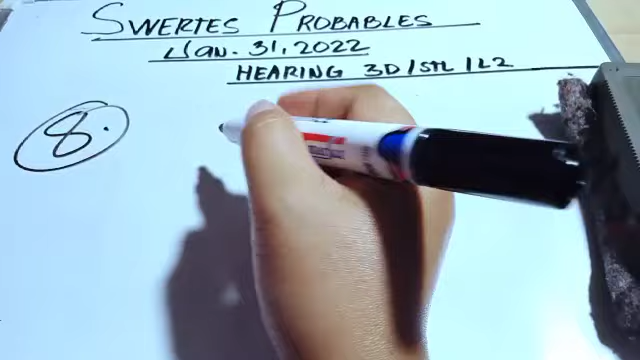 SWERTES PROBABLES
JAN. 31, 2022
HEARING 3D/STL/L2
8.